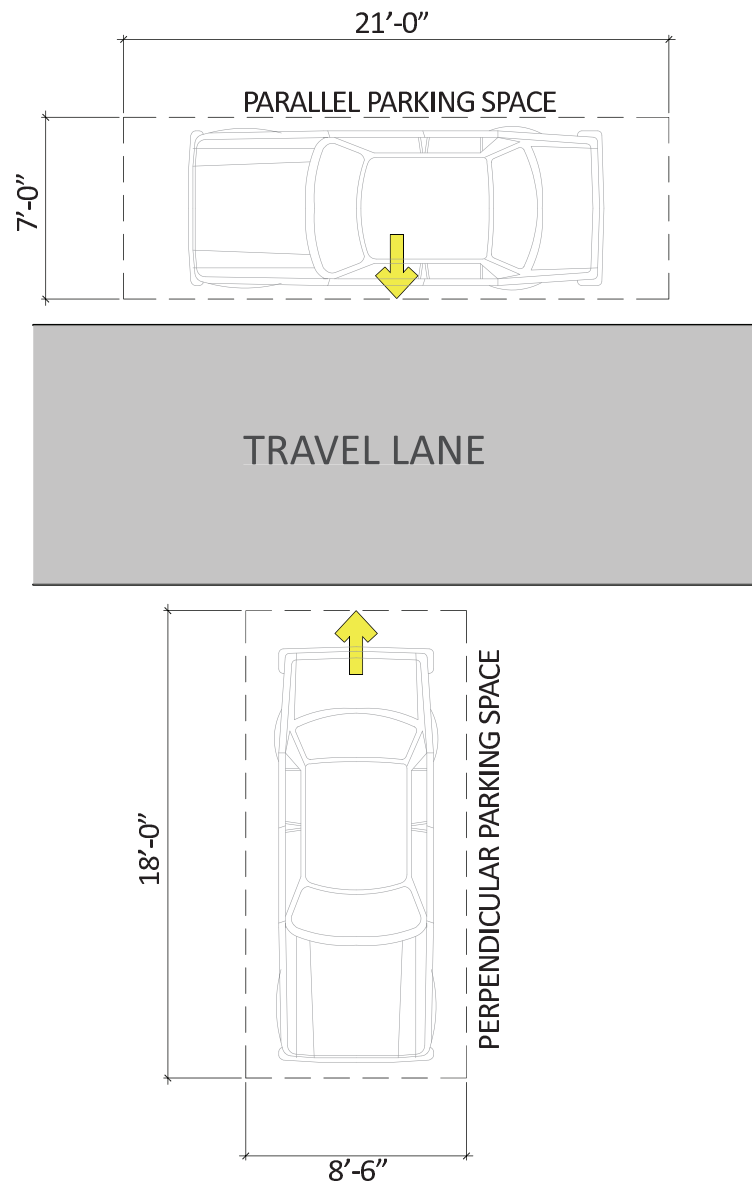 21’-0”
PARALLEL PARKING SPACE
7’-0”
TRAVEL LANE
18’-0”
PERPENDICULAR PARKING SPACE
8’-6”